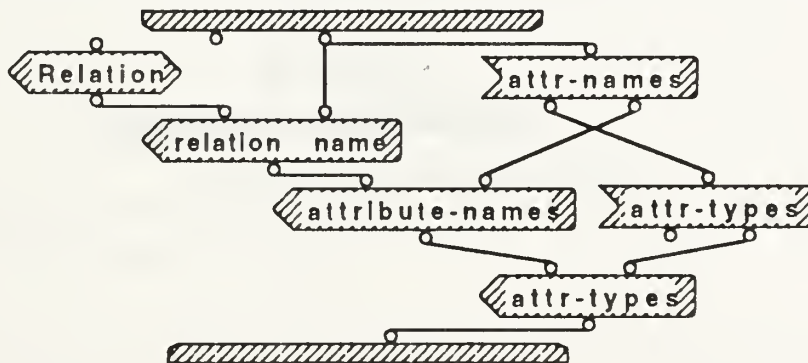 Relation
attr-names
relation name
attribute-names
attr-types
attr-types